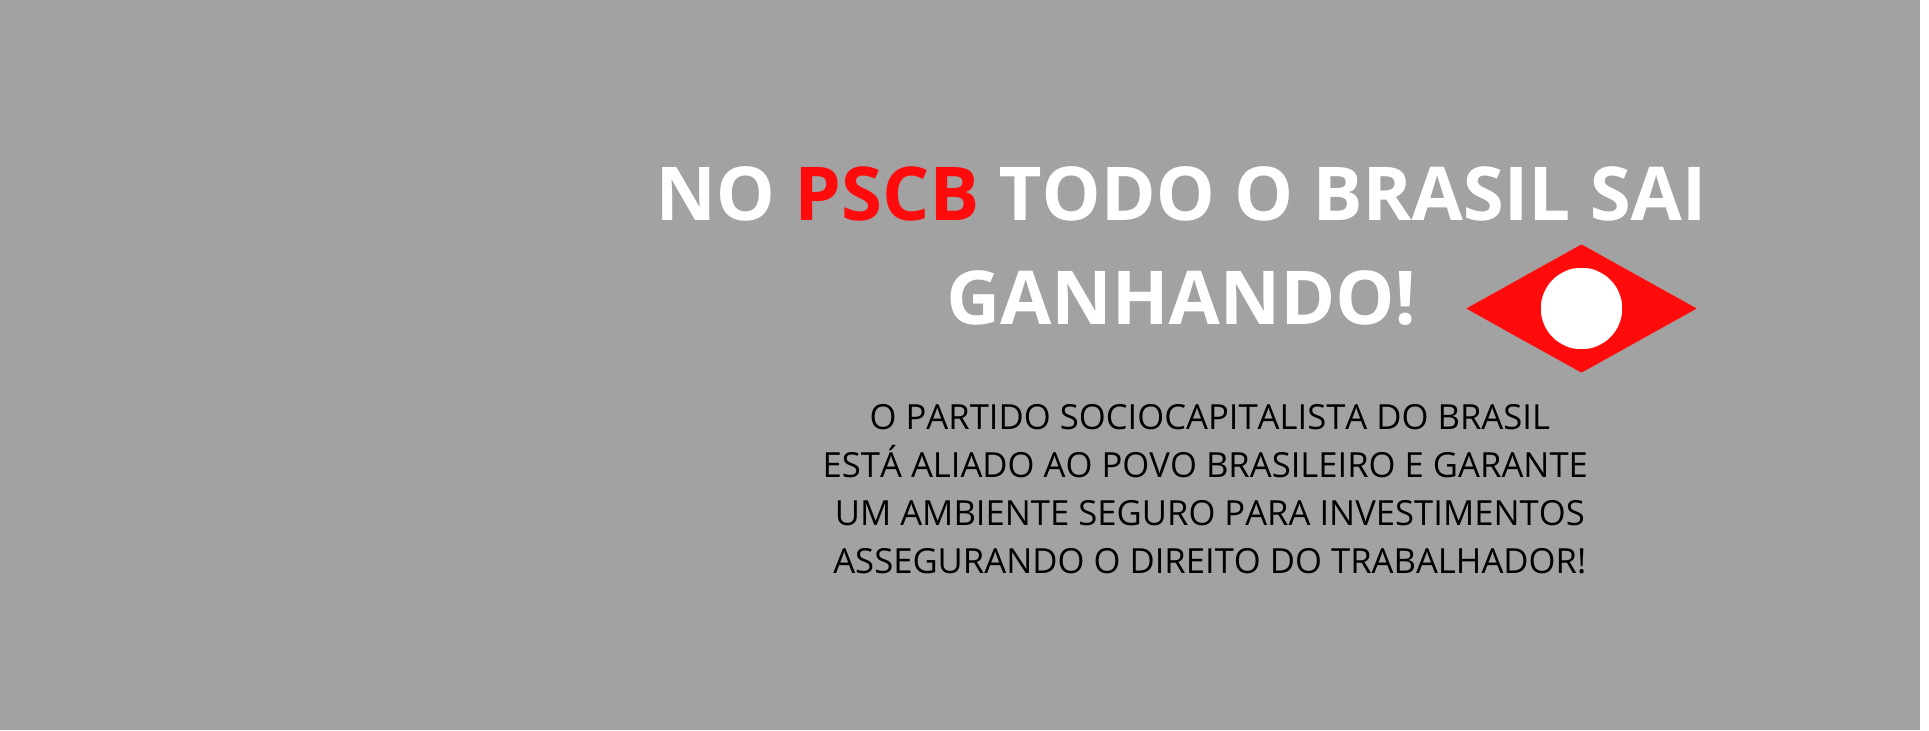 NO PSCB TODO O BRASIL SAI
GANHANDO!
O PARTIDO SOCIOCAPITALISTA DO BRASIL
ESTÁ ALIADO AO POVO BRASILEIRO E GARANTE
UM AMBIENTE SEGURO PARA INVESTIMENTOS
ASSEGURANDO O DIREITO DO TRABALHADOR!